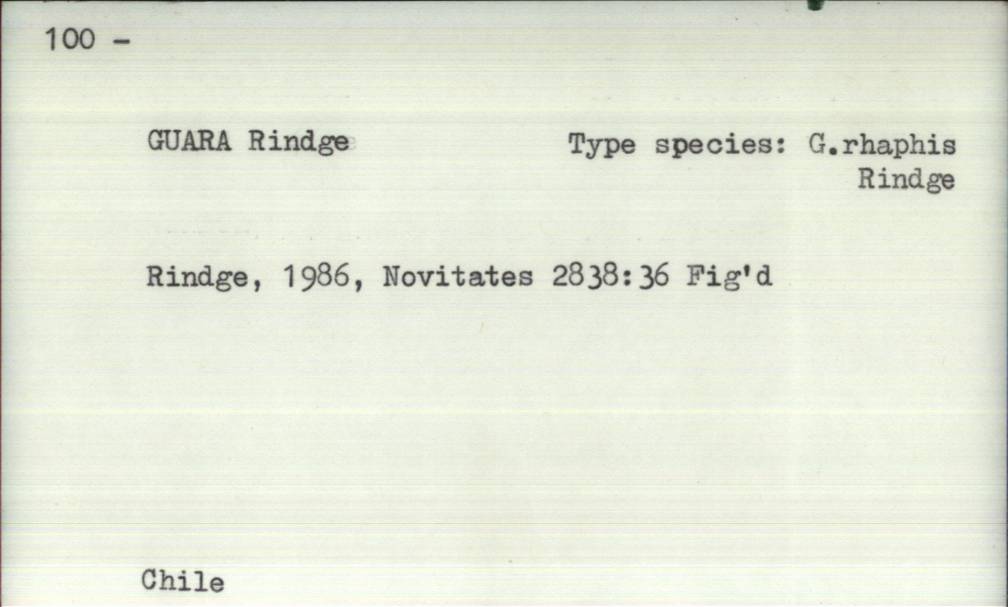 100 -
GUARA Rindge Type species: G.rhaphis
Rindge
Rindge, 1986, Novitates 2838:36 Fig'd
Chile